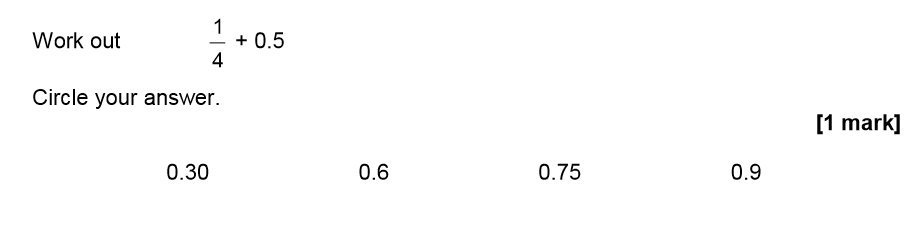 Work out 1/4 + 0.5
Circle your answer.
[1 mark]
0.30 0.6 0.75 0.9